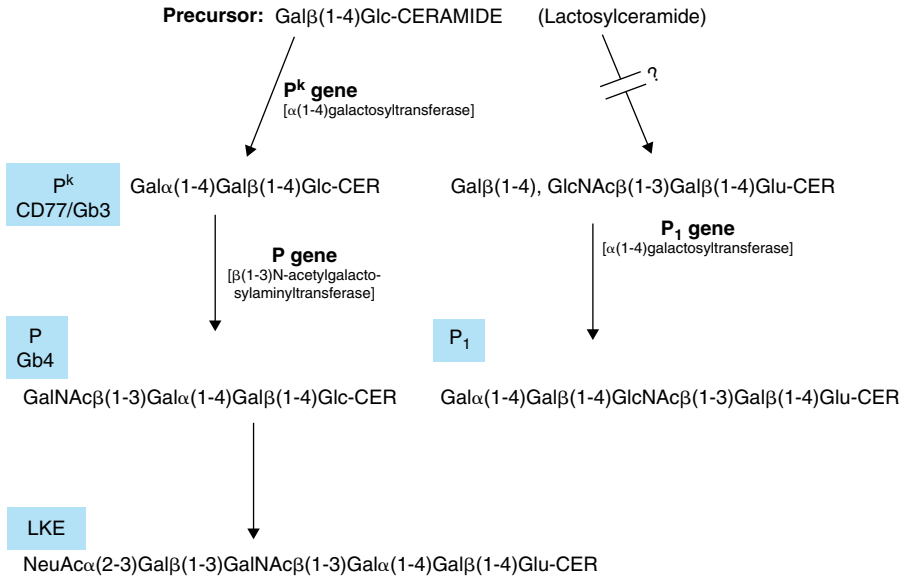 Precursor: Galβ(1-4)Glc-CERAMIDE (Lactosylceramide)
?
Pᵏ gene
[α(1-4)galactosyltransferase]
Pᵏ
CD77/Gb3
Galα(1-4)Galβ(1-4)Glc-CER
Galβ(1-4), GlcNAcβ(1-3)Galβ(1-4)Glu-CER
P gene
[β(1-3)N-acetylgalacto-
sylaminyltransferase]
P₁ gene
[α(1-4)galactosyltransferase]
P
Gb4
P₁
GalNAcβ(1-3)Galα(1-4)Galβ(1-4)Glc-CER
Galα(1-4)Galβ(1-4)GlcNAcβ(1-3)Galβ(1-4)Glu-CER
LKE
NeuAcα(2-3)Galβ(1-3)GalNAcβ(1-3)Galα(1-4)Galβ(1-4)Glu-CER